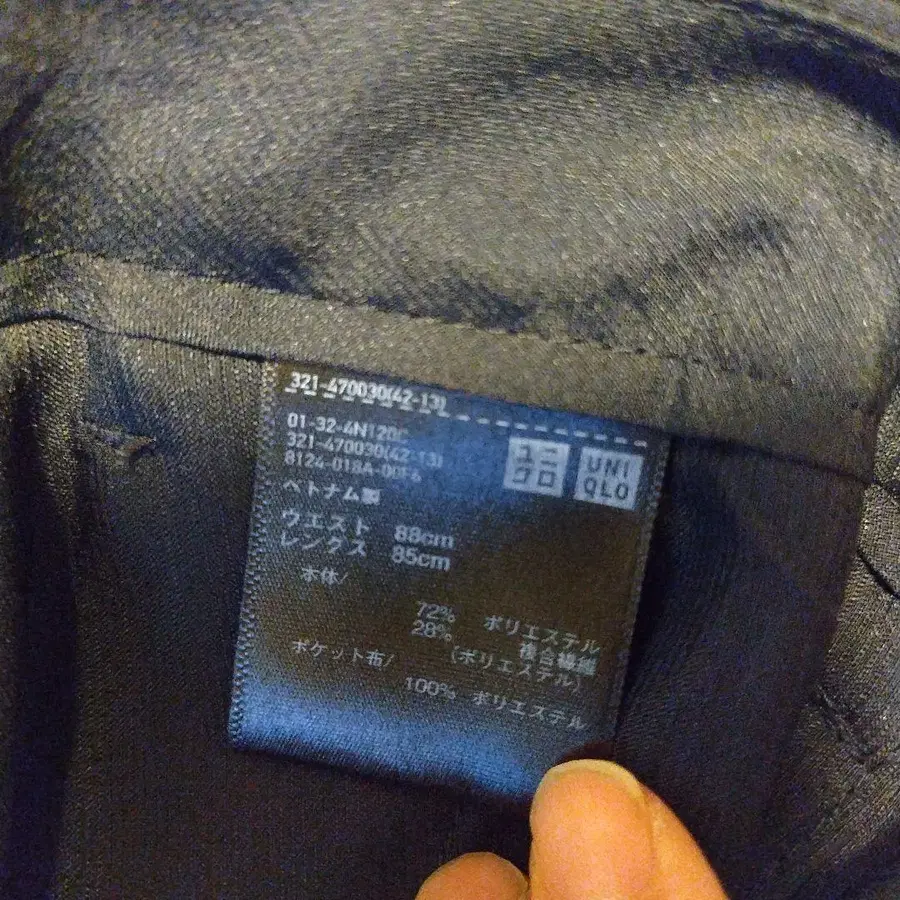 321-470030(42-13)
01-32-4N120C
321-470030(42-13)
8124-018A-00F6
ユニ
クロ
UNI
QLO
ベトナム製
ウエスト 88cm
レングス 85cm
本体/
72% ポリエステル
28% 複合繊維
(ポリエステル)
ポケット布/
100% ポリエステル